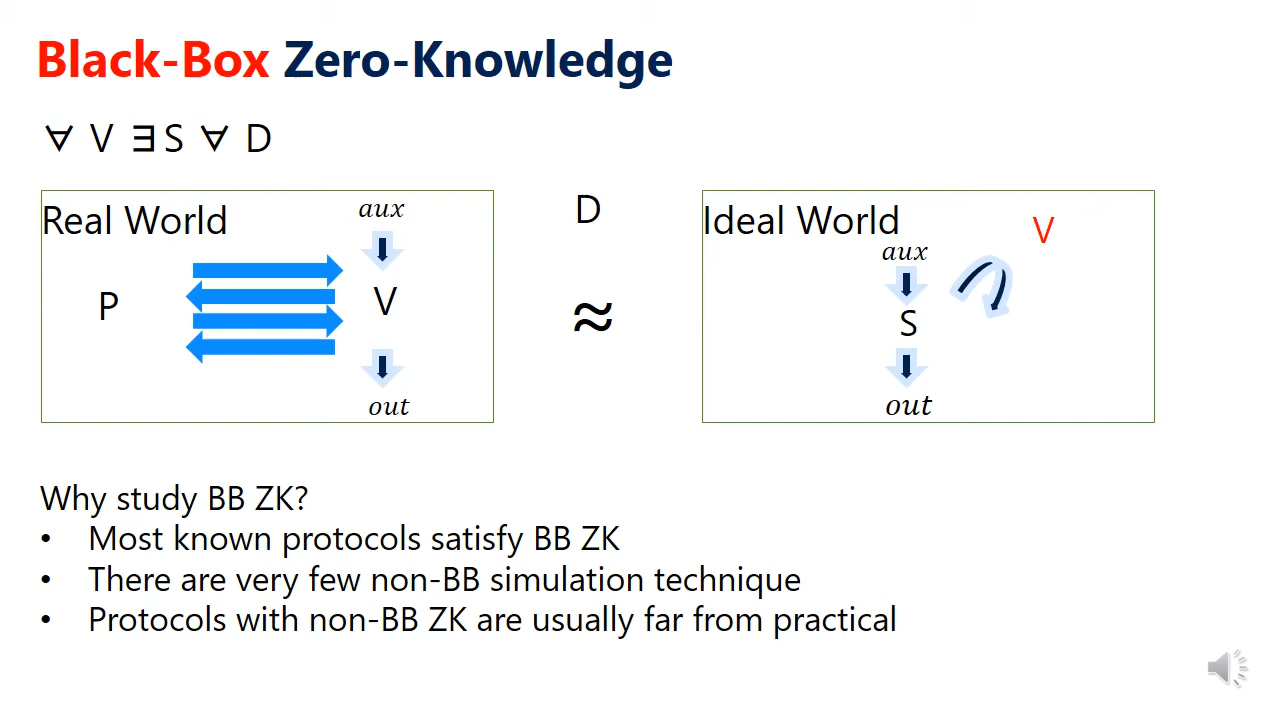 Black-Box Zero-Knowledge
∀ V ∃ S ∀ D
Real World
aux
P
V
out
D
≈
Ideal World
V
aux
S
out
Why study BB ZK?
• Most known protocols satisfy BB ZK
• There are very few non-BB simulation technique
• Protocols with non-BB ZK are usually far from practical